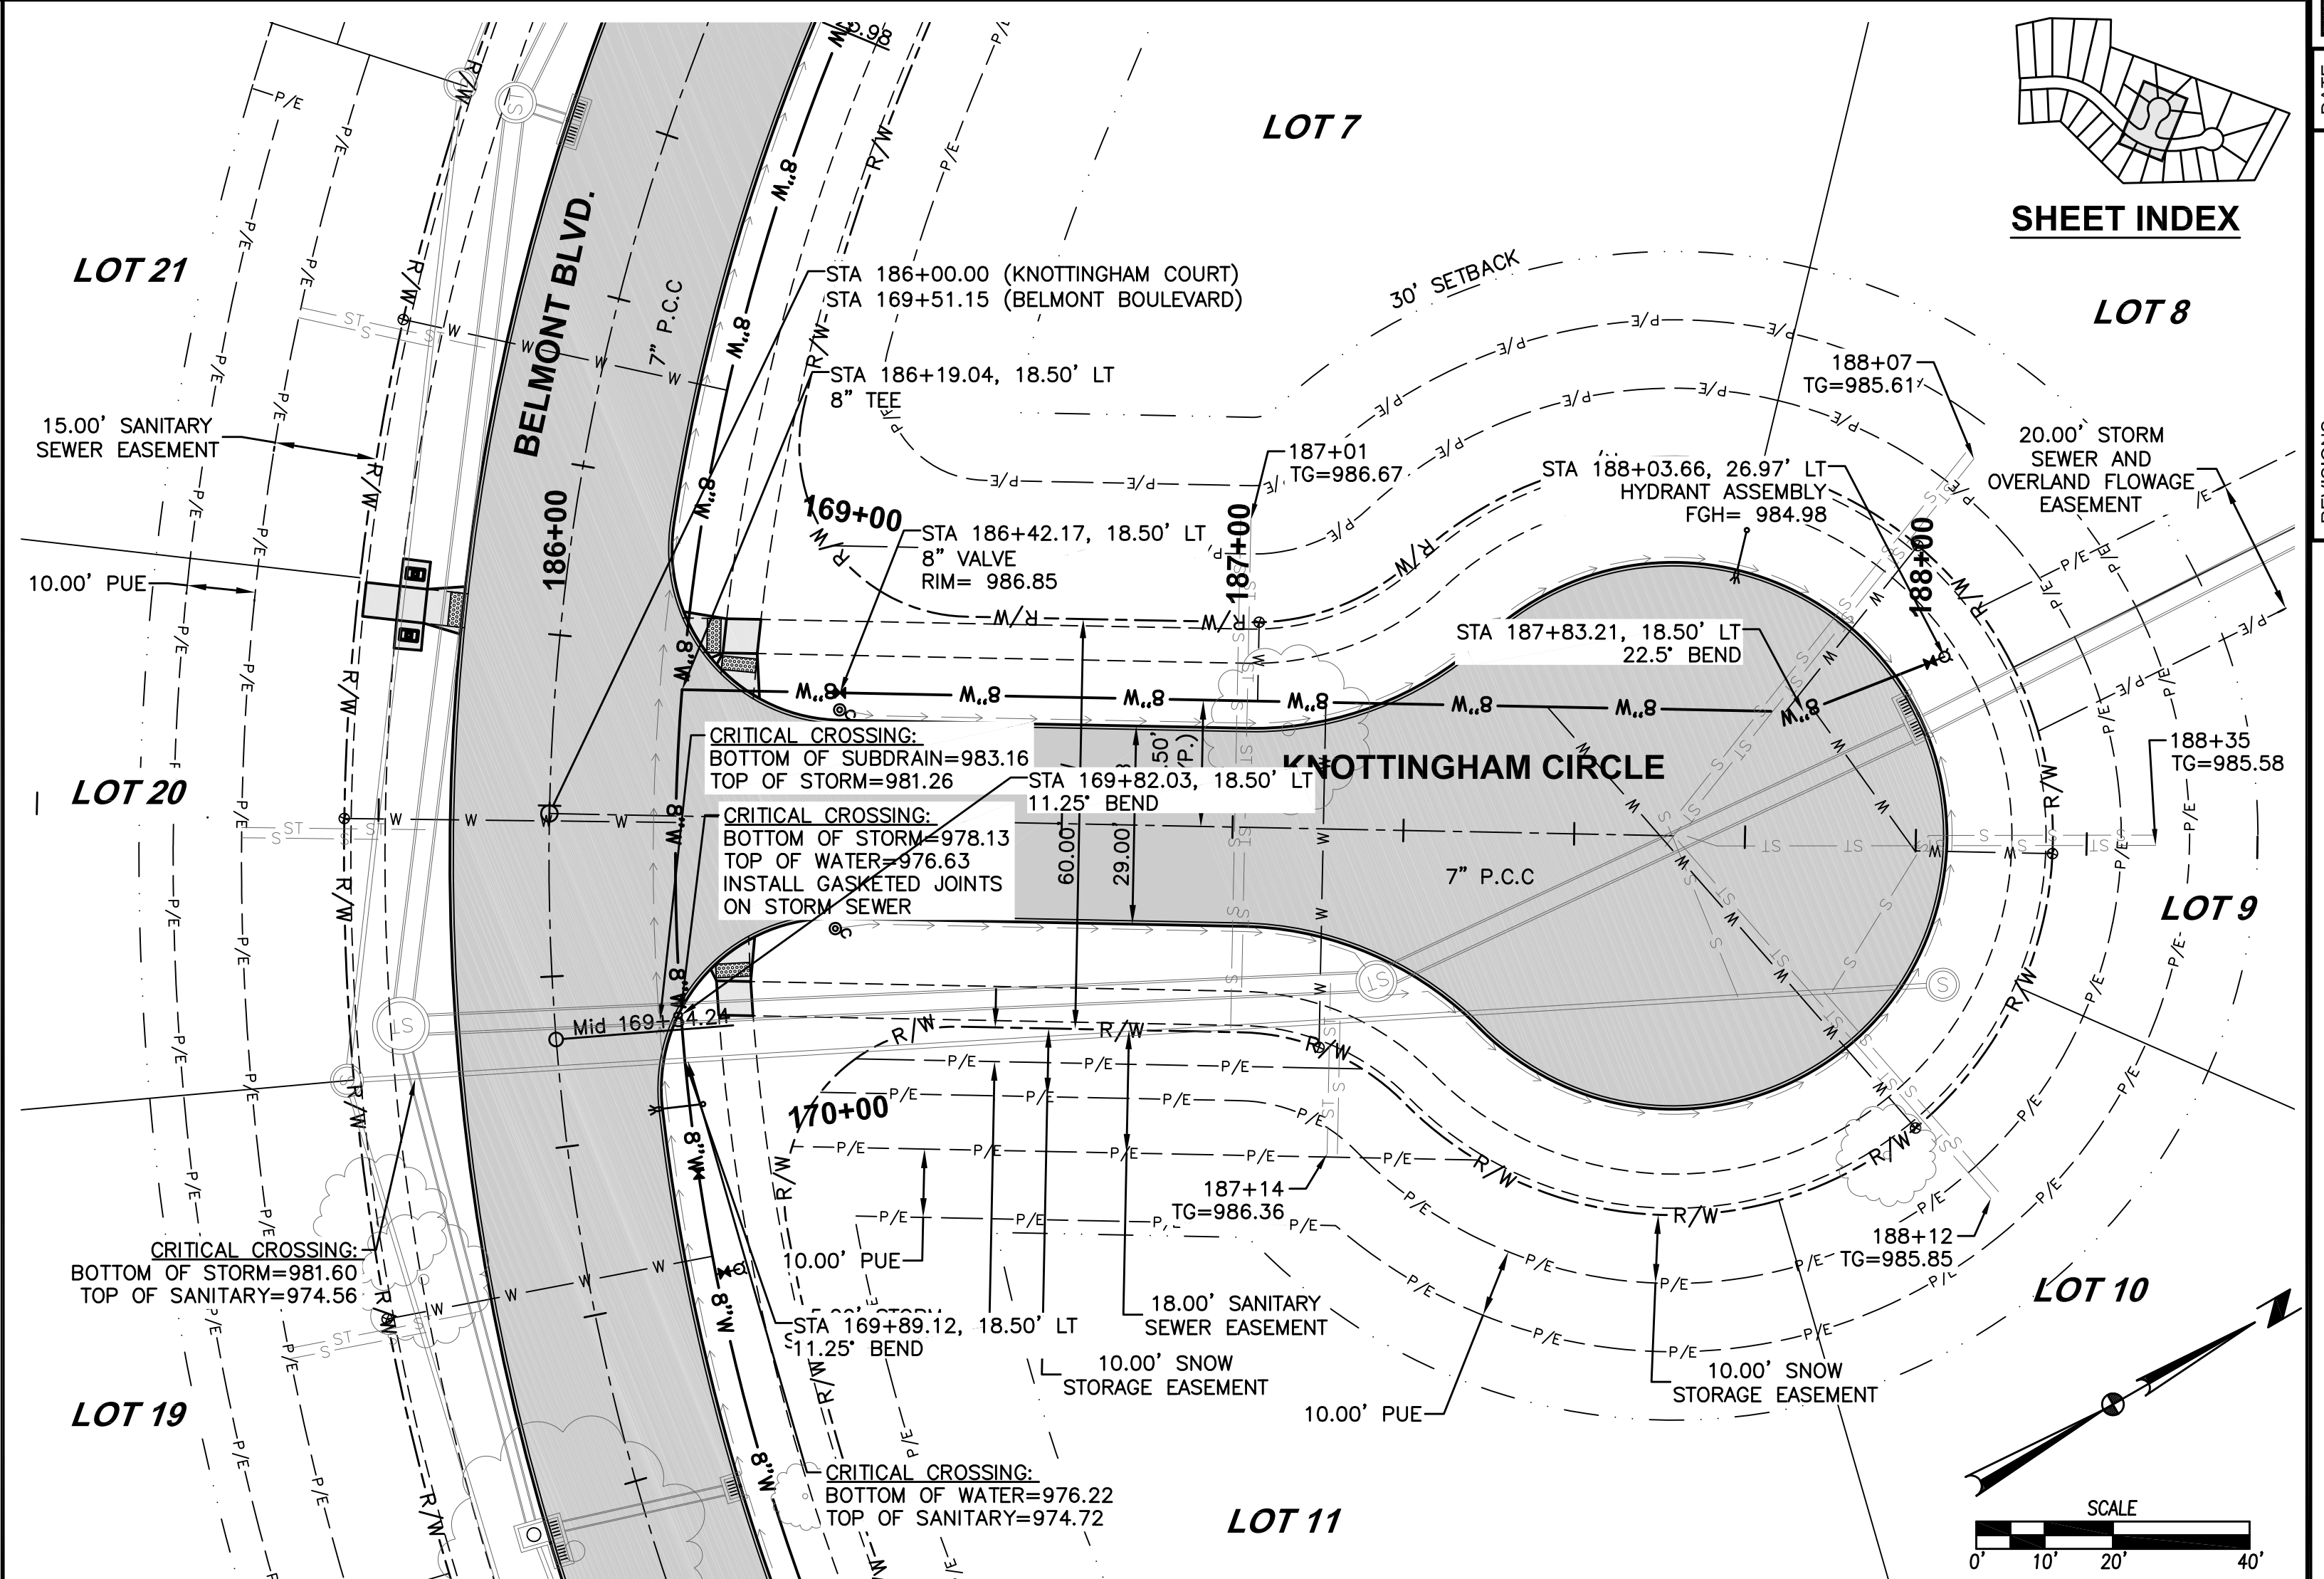 LOT 7
SHEET INDEX
LOT 21
BELMONT BLVD.
7" P.C.C
STA 186+00.00 (KNOTTINGHAM COURT)
STA 169+51.15 (BELMONT BOULEVARD)
30' SETBACK
LOT 8
STA 186+19.04, 18.50' LT
8" TEE
188+07
TG=985.61
15.00' SANITARY
SEWER EASEMENT
187+01
TG=986.67
STA 188+03.66, 26.97' LT
HYDRANT ASSEMBLY
FGH= 984.98
20.00' STORM
SEWER AND
OVERLAND FLOWAGE
EASEMENT
169+00
186+00
187+00
188+00
STA 186+42.17, 18.50' LT
8" VALVE
RIM= 986.85
10.00' PUE
STA 187+83.21, 18.50' LT
22.5° BEND
CRITICAL CROSSING:
BOTTOM OF SUBDRAIN=983.16
TOP OF STORM=981.26
KNOTTINGHAM CIRCLE
STA 169+82.03, 18.50' LT
11.25° BEND
188+35
TG=985.58
LOT 20
CRITICAL CROSSING:
BOTTOM OF STORM=978.13
TOP OF WATER=976.63
INSTALL GASKETED JOINTS
ON STORM SEWER
60.00'
29.00'
7" P.C.C
LOT 9
170+00
187+14
TG=986.36
188+12
TG=985.85
CRITICAL CROSSING:
BOTTOM OF STORM=981.60
TOP OF SANITARY=974.56
10.00' PUE
LOT 10
STA 169+89.12, 18.50' LT
11.25° BEND
18.00' SANITARY
SEWER EASEMENT
10.00' SNOW
STORAGE EASEMENT
10.00' SNOW
STORAGE EASEMENT
10.00' PUE
LOT 19
CRITICAL CROSSING:
BOTTOM OF WATER=976.22
TOP OF SANITARY=974.72
LOT 11
SCALE
0' 10' 20' 40'